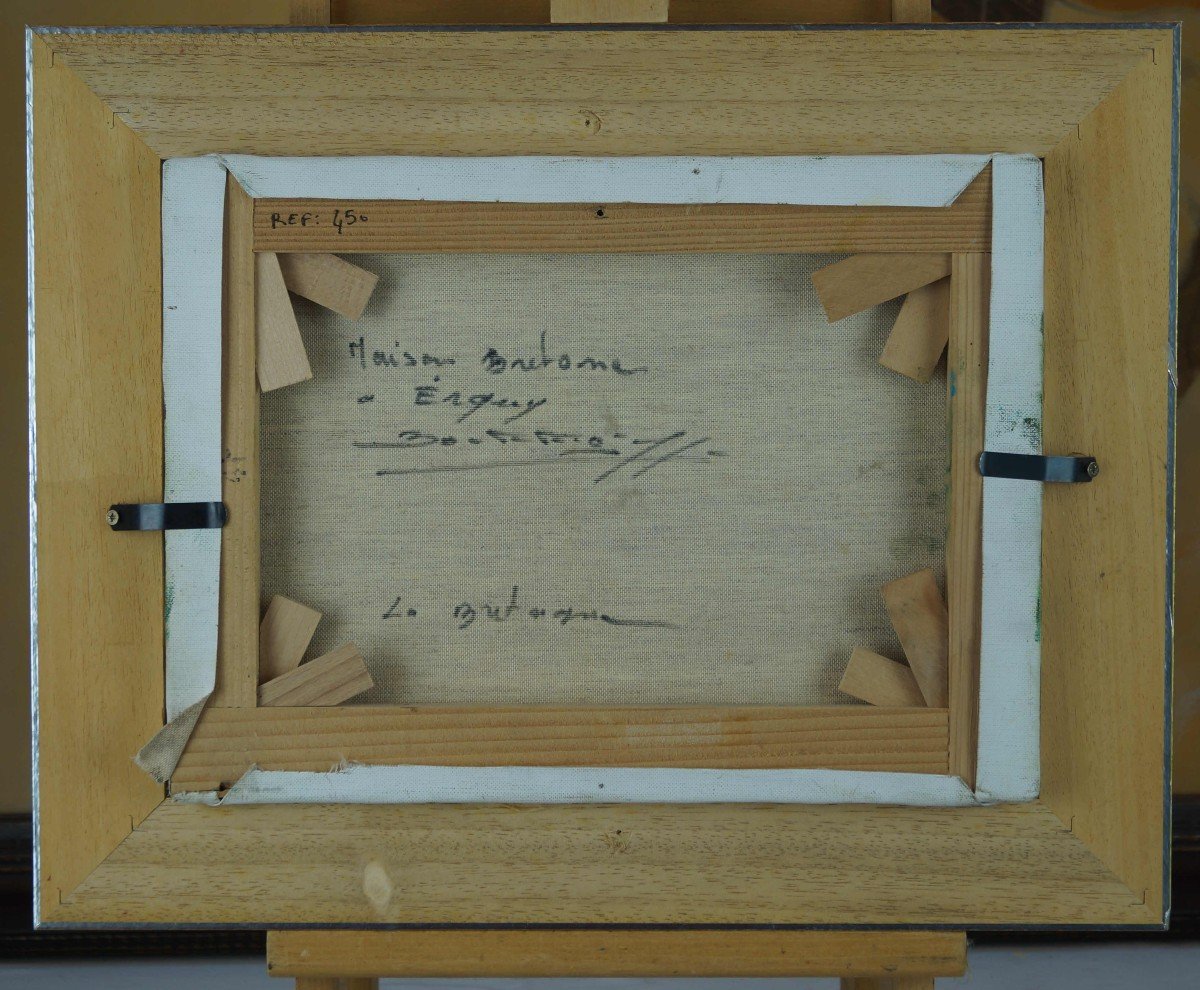 REF: 450
Maison Bretonne
a Erquy
La Bretagne